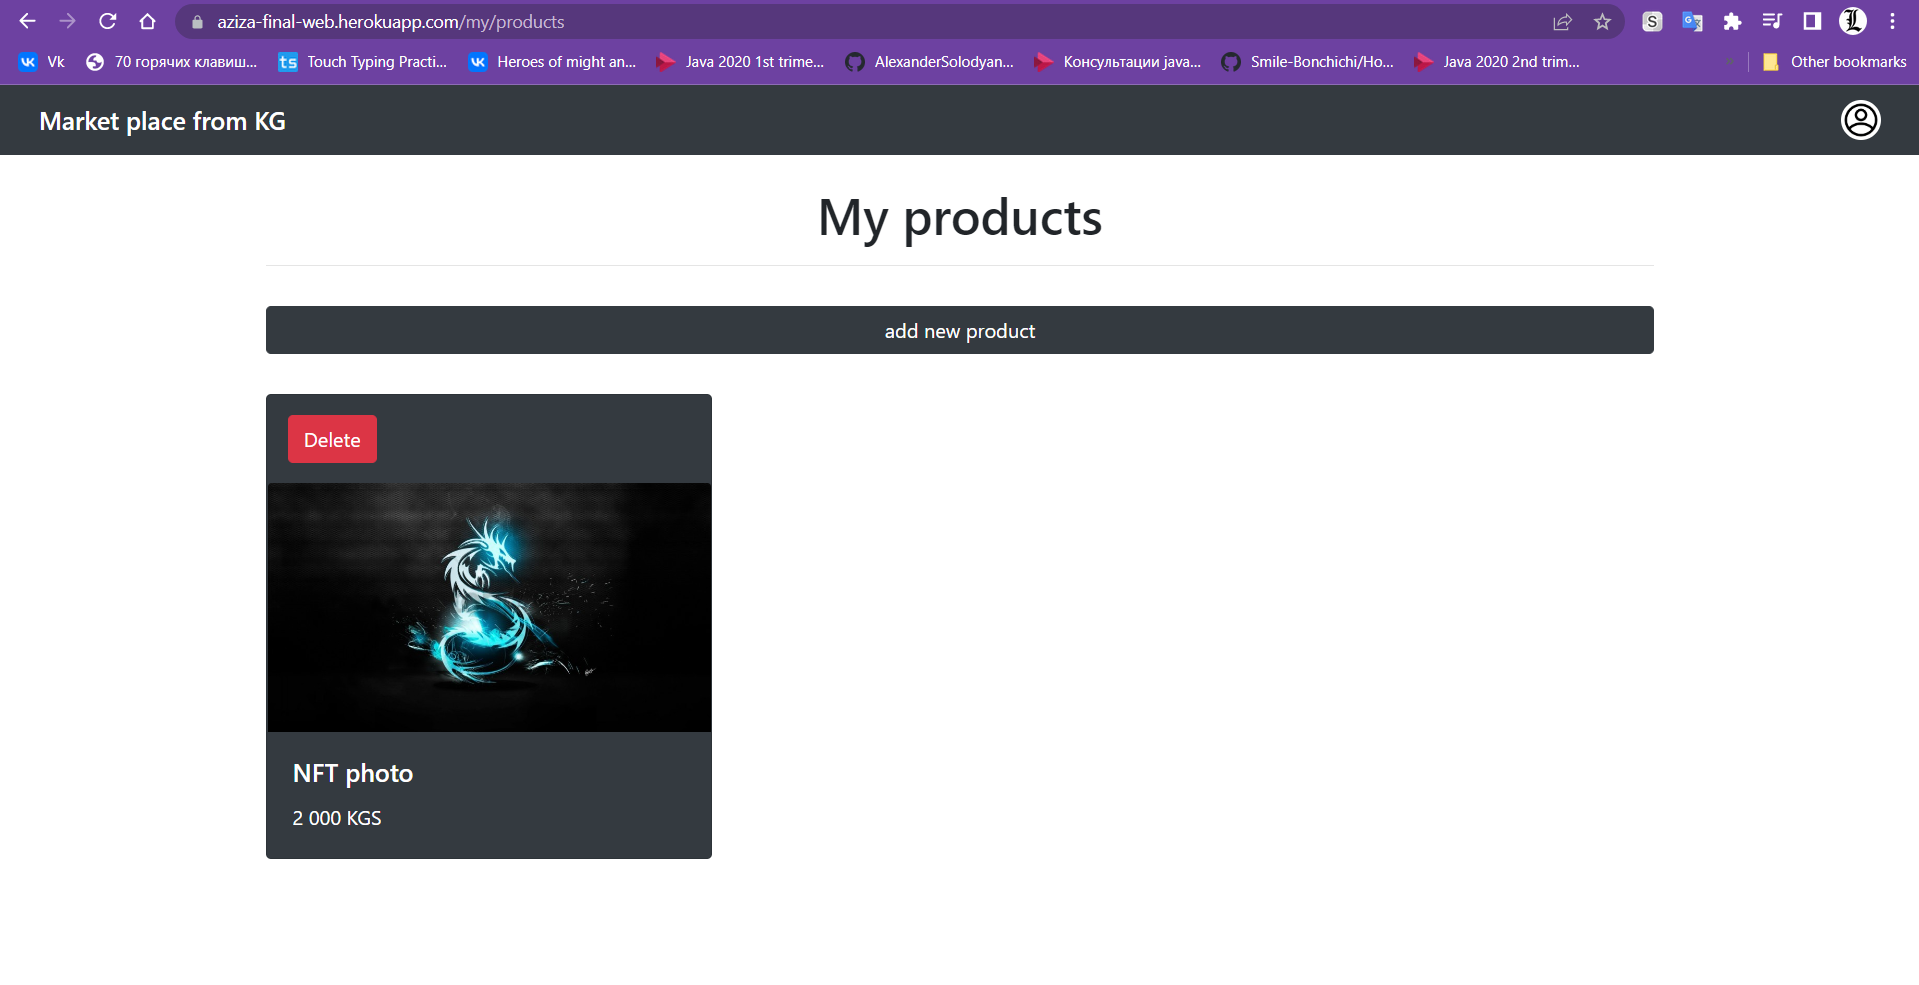 aziza-final-web.herokuapp.com/my/products
Vk 70 горячих клавиш... Touch Typing Practi... Heroes of might an... Java 2020 1st trime... AlexanderSolodyan... Консультации java... Smile-Bonchichi/Ho... Java 2020 2nd trim... » Other bookmarks
Market place from KG
My products
add new product
Delete
NFT photo
2 000 KGS